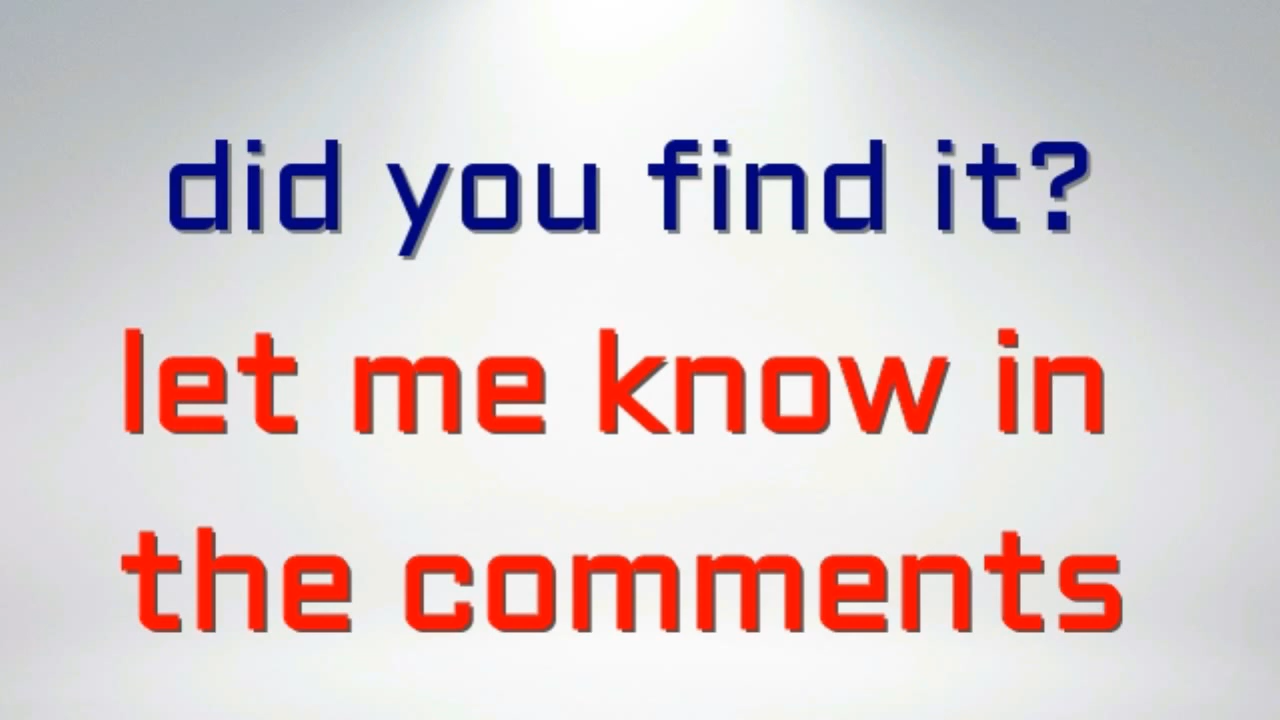 did you find it?
let me know in
the comments